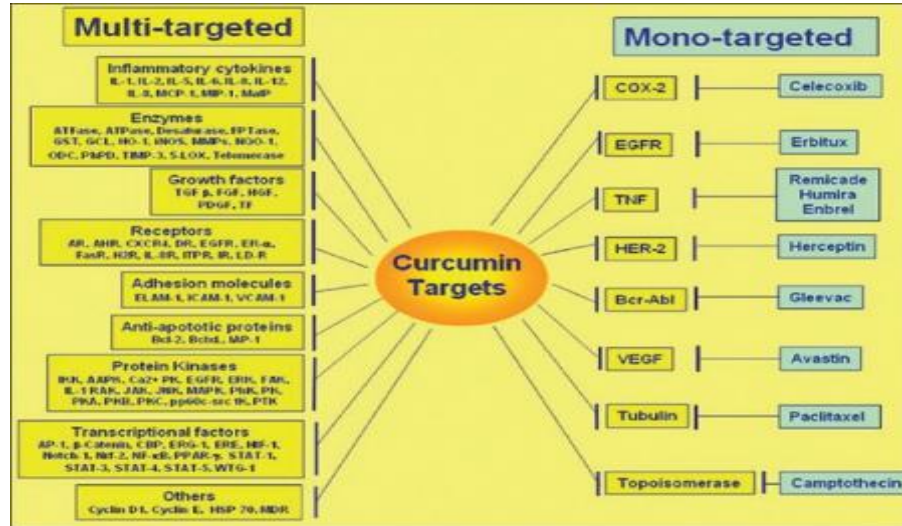 Multi-targeted
Inflammatory cytokines
IL-1, IL-2, IL-5, IL-6, IL-8, IL-12,
IL-8, MCP-1, MIP-1, MaIP
Enzymes
ATFase, ATPase, Desaturase, FPTase,
GST, GCL, HO-1, iNOS, MMPs, NQO-1,
ODC, PhPD, TIMP-3, 5-LOX, Telomerase
Growth factors
TGF β, FGF, HGF,
PDGF, TF
Receptors
AR, AHR, CXCR4, DR, EGFR, ER-α,
FasR, H2R, IL-8R, ITPR, IR, LD-R
Adhesion molecules
ELAM-1, ICAM-1, VCAM-1
Anti-apototic proteins
Bcl-2, BclxL, IAP-1
Protein Kinases
IKK, AAPK, Ca2+ PK, EGFR, ERK, FAK,
IL-1 RAK, JAK, JNK, MAPK, PhK, PK,
PKA, PKB, PKC, pp60c-src tK, PTK
Transcriptional factors
AP-1, β-Catenin, CBP, ERG-1, ERE, HIF-1,
Notch-1, Nrf-2, NF-κB, PPAR-γ, STAT-1,
STAT-3, STAT-4, STAT-5, WTG-1
Others
Cyclin D1, Cyclin E, HSP 70, MDR
Curcumin
Targets
Mono-targeted
COX-2
Celecoxib
EGFR
Erbitux
TNF
Remicade
Humira
Enbrel
HER-2
Herceptin
Bcr-Abl
Gleevac
VEGF
Avastin
Tubulin
Paclitaxel
Topoisomerase
Camptothecin